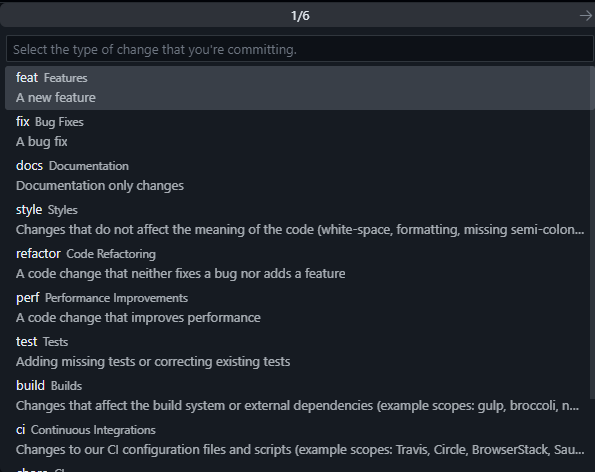 1/6
Select the type of change that you're committing.
feat Features
A new feature
fix Bug Fixes
A bug fix
docs Documentation
Documentation only changes
style Styles
Changes that do not affect the meaning of the code (white-space, formatting, missing semi-colon...
refactor Code Refactoring
A code change that neither fixes a bug nor adds a feature
perf Performance Improvements
A code change that improves performance
test Tests
Adding missing tests or correcting existing tests
build Builds
Changes that affect the build system or external dependencies (example scopes: gulp, broccoli, n...
ci Continuous Integrations
Changes to our CI configuration files and scripts (example scopes: Travis, Circle, BrowserStack, Sau...